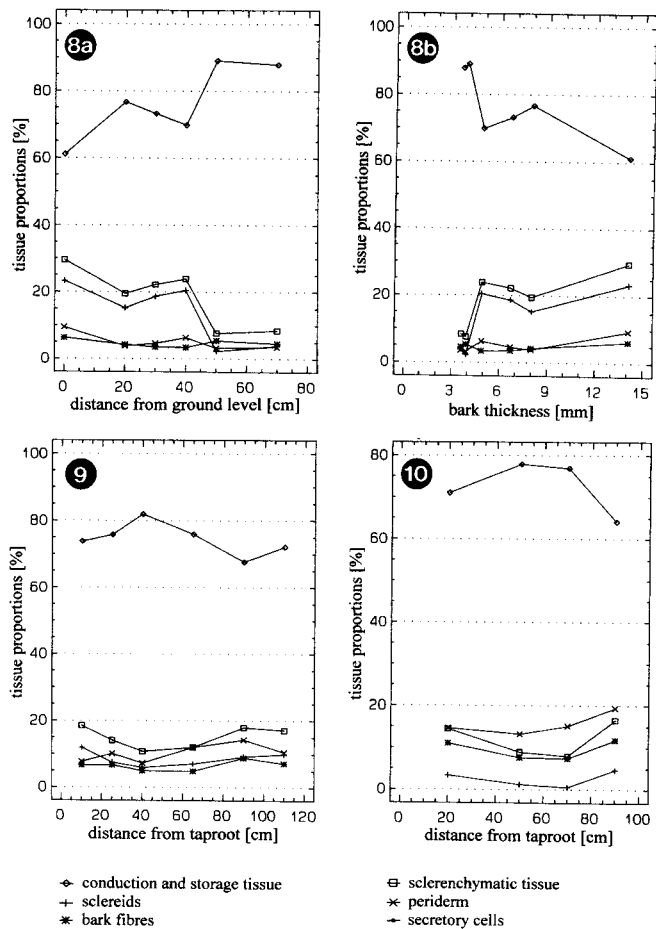 8a
100
80
60
40
20
0
tissue proportions [%]
0 20 40 60 80
distance from ground level [cm]
8b
100
80
60
40
20
0
tissue proportions [%]
0 3 6 9 12 15
bark thickness [mm]
9
100
80
60
40
20
0
tissue proportions [%]
0 20 40 60 80 100 120
distance from taproot [cm]
10
80
60
40
20
0
tissue proportions [%]
0 20 40 60 80 100
distance from taproot [cm]
conduction and storage tissue
sclereids
bark fibres
sclerenchymatic tissue
periderm
secretory cells